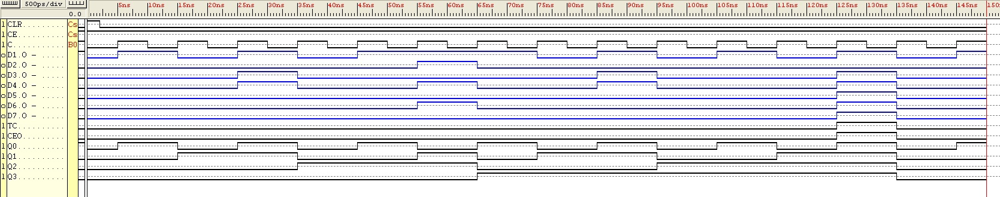 500ps/div
0.0
5ns 10ns 15ns 20ns 25ns 30ns 35ns 40ns 45ns 50ns 55ns 60ns 65ns 70ns 75ns 80ns 85ns 90ns 95ns 100ns 105ns 110ns 115ns 120ns 125ns 130ns 135ns 140ns 145ns 150
1 CLR........ Cs
1 CE......... Cs
1 C.......... B0
o D1.O - .....
o D2.O - .....
o D3.O - .....
o D4.O - .....
o D5.O - .....
o D6.O - .....
o D7.O - .....
1 TC.........
1 CEO........
1 Q0.........
1 Q1.........
1 Q2.........
1 Q3.........